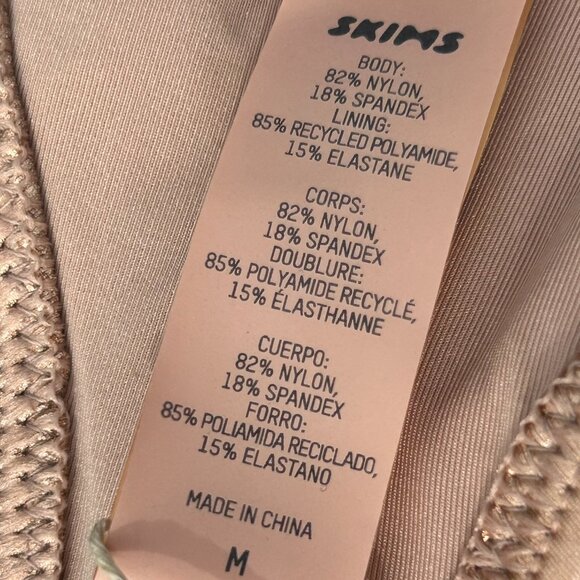 SKIMS
BODY:
82% NYLON,
18% SPANDEX
LINING:
85% RECYCLED POLYAMIDE,
15% ELASTANE
CORPS:
82% NYLON,
18% SPANDEX
DOUBLURE:
85% POLYAMIDE RECYCLÉ,
15% ÉLASTHANNE
CUERPO:
82% NYLON,
18% SPANDEX
FORRO:
85% POLIAMIDA RECICLADO,
15% ELASTANO
MADE IN CHINA
M